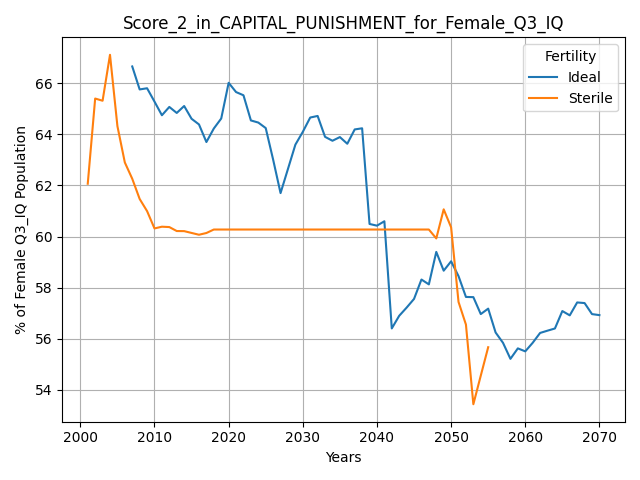 Score_2_in_CAPITAL_PUNISHMENT_for_Female_Q3_IQ
Fertility
Ideal
Sterile
% of Female Q3_IQ Population
66
64
62
60
58
56
54
2000 2010 2020 2030 2040 2050 2060 2070
Years